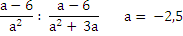 a − 6 / a² : a − 6 / a² + 3a   a = −2,5